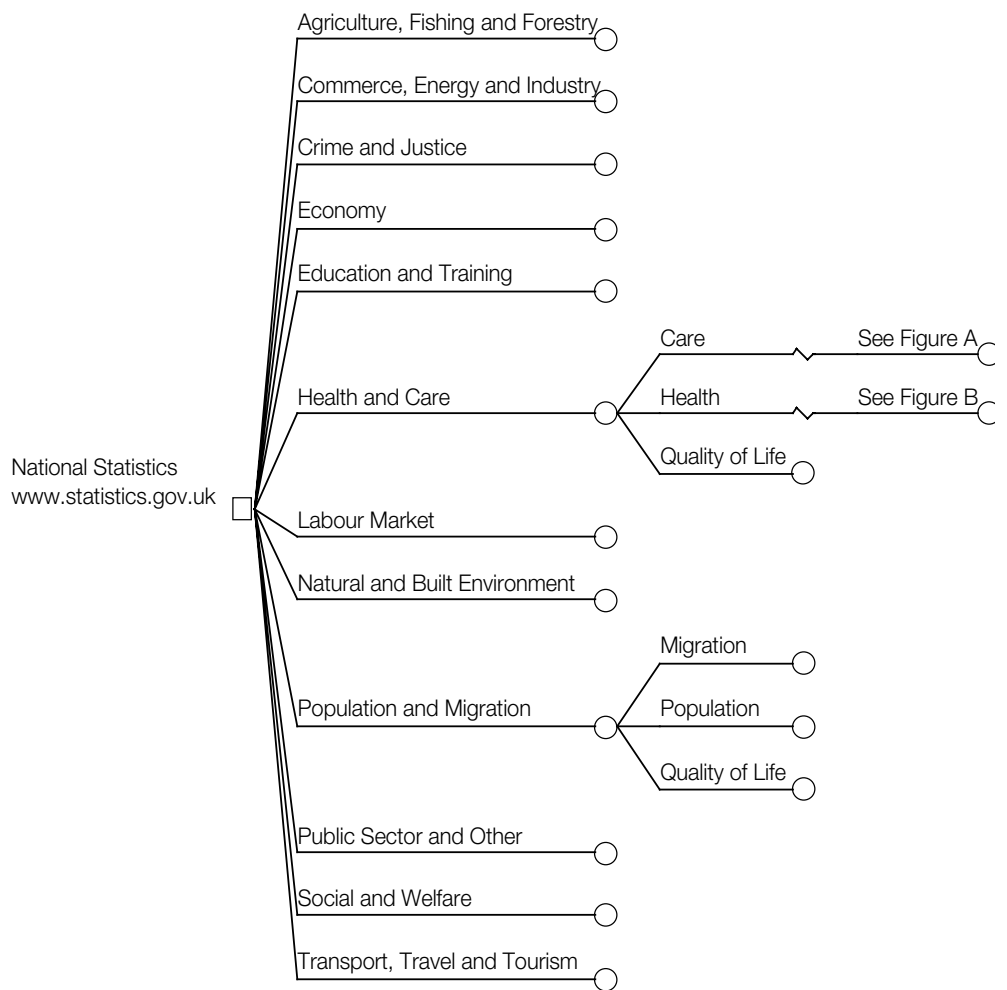 Agriculture, Fishing and Forestry
Commerce, Energy and Industry
Crime and Justice
Economy
Education and Training
Care
See Figure A
Health and Care
Health
See Figure B
Quality of Life
National Statistics
www.statistics.gov.uk
Labour Market
Natural and Built Environment
Migration
Population and Migration
Population
Quality of Life
Public Sector and Other
Social and Welfare
Transport, Travel and Tourism